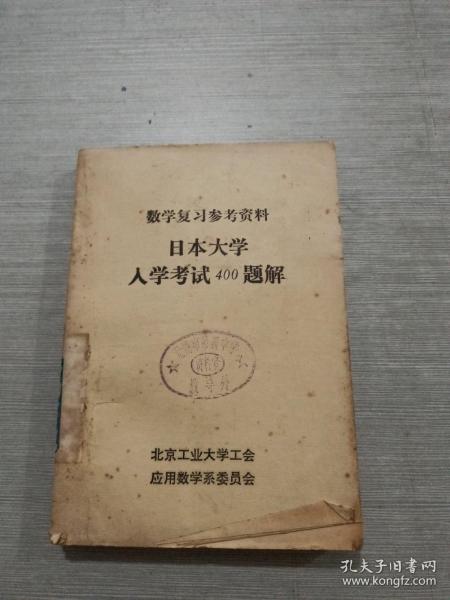 数学复习参考资料
日本大学
入学考试400题解
北京工业大学工会
应用数学系委员会
孔夫子旧书网
www.kongfz.com